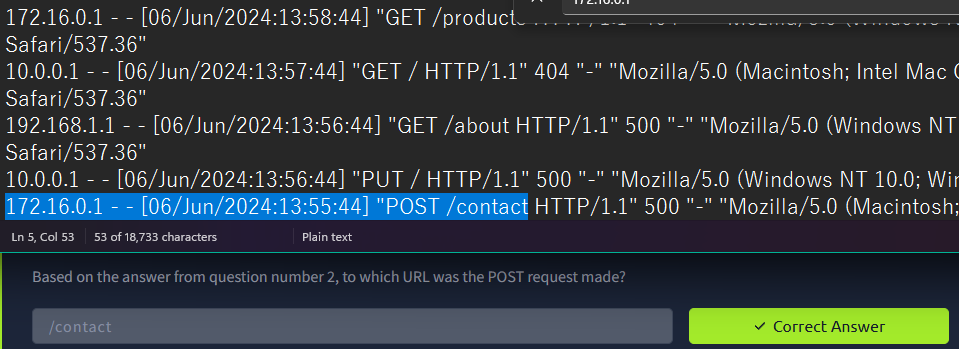 172.16.0.1
172.16.0.1 - - [06/Jun/2024:13:58:44] "GET /products
Safari/537.36"
10.0.0.1 - - [06/Jun/2024:13:57:44] "GET / HTTP/1.1" 404 "-" "Mozilla/5.0 (Macintosh; Intel Mac
Safari/537.36"
192.168.1.1 - - [06/Jun/2024:13:56:44] "GET /about HTTP/1.1" 500 "-" "Mozilla/5.0 (Windows NT
Safari/537.36"
10.0.0.1 - - [06/Jun/2024:13:56:44] "PUT / HTTP/1.1" 500 "-" "Mozilla/5.0 (Windows NT 10.0;
172.16.0.1 - - [06/Jun/2024:13:55:44] "POST /contact HTTP/1.1" 500 "-" "Mozilla/5.0 (Macintosh;
Ln 5, Col 53 53 of 18,733 characters Plain text
Based on the answer from question number 2, to which URL was the POST request made?
/contact ✓ Correct Answer